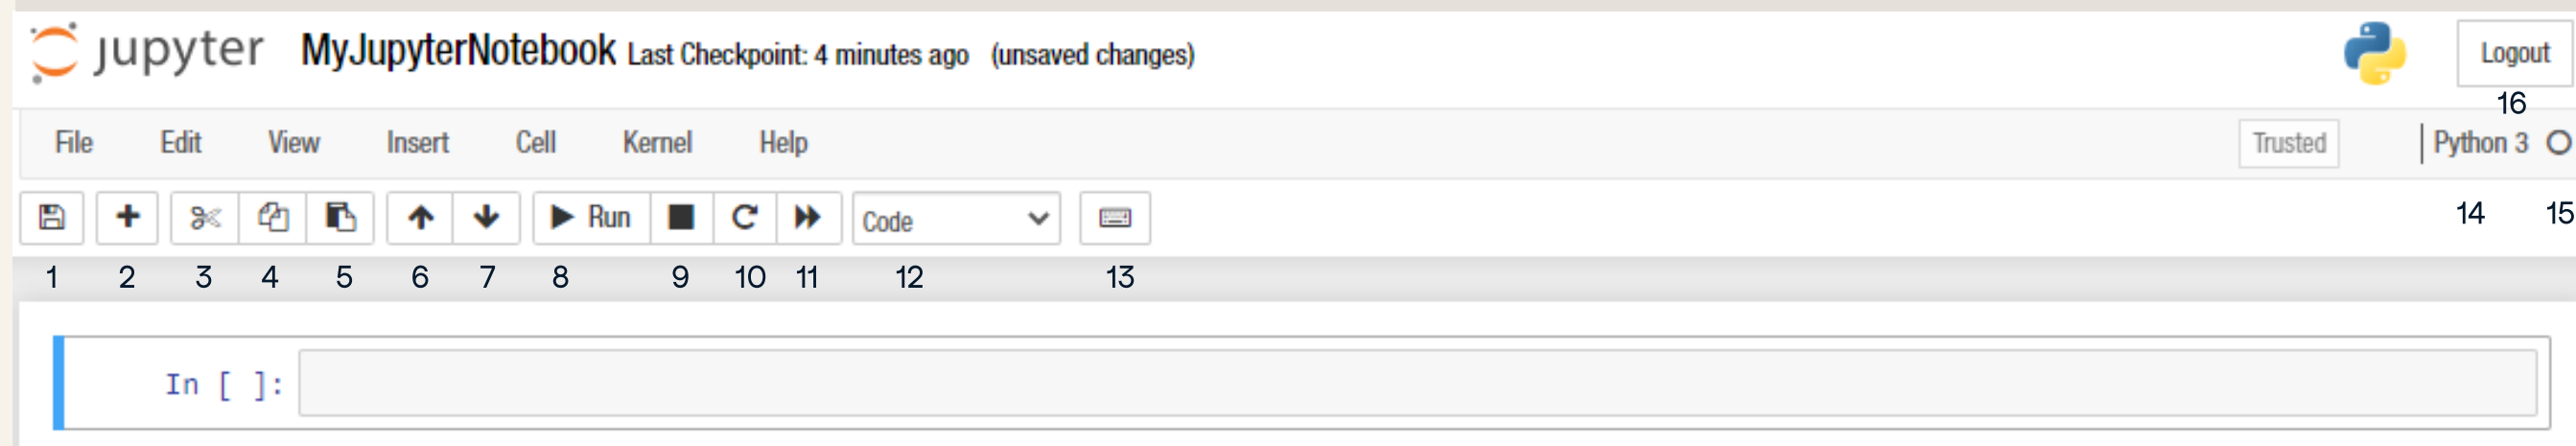 jupyter MyJupyterNotebook Last Checkpoint: 4 minutes ago (unsaved changes) Logout
16
File Edit View Insert Cell Kernel Help Trusted Python 3
Run Code 14 15
1 2 3 4 5 6 7 8 9 10 11 12 13
In [ ]: